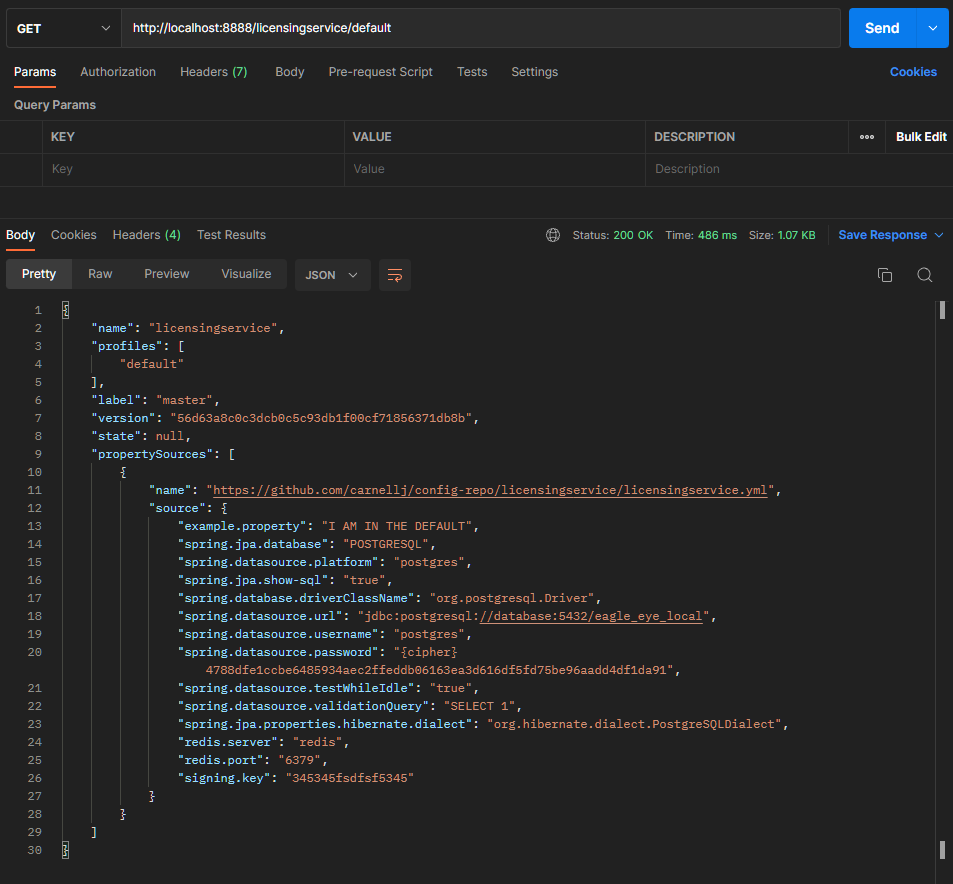 GET http://localhost:8888/licensingservice/default Send
Params Authorization Headers (7) Body Pre-request Script Tests Settings Cookies
Query Params
KEY VALUE DESCRIPTION ••• Bulk Edit
Key Value Description
Body Cookies Headers (4) Test Results Status: 200 OK Time: 486 ms Size: 1.07 KB Save Response
Pretty Raw Preview Visualize JSON
1 {
2 "name": "licensingservice",
3 "profiles": [
4 "default"
5 ],
6 "label": "master",
7 "version": "56d63a8c0c3dcb0c5c93db1f00cf71856371db8b",
8 "state": null,
9 "propertySources": [
10 {
11 "name": "https://github.com/carnellj/config-repo/licensingservice/licensingservice.yml",
12 "source": {
13 "example.property": "I AM IN THE DEFAULT",
14 "spring.jpa.database": "POSTGRESQL",
15 "spring.datasource.platform": "postgres",
16 "spring.jpa.show-sql": "true",
17 "spring.database.driverClassName": "org.postgresql.Driver",
18 "spring.datasource.url": "jdbc:postgresql://database:5432/eagle_eye_local",
19 "spring.datasource.username": "postgres",
20 "spring.datasource.password": "{cipher}
4788dfe1ccbe6485934aec2ffeddb06163ea3d616df5fd75be96aadd4df1da91",
21 "spring.datasource.testWhileIdle": "true",
22 "spring.datasource.validationQuery": "SELECT 1",
23 "spring.jpa.properties.hibernate.dialect": "org.hibernate.dialect.PostgreSQLDialect",
24 "redis.server": "redis",
25 "redis.port": "6379",
26 "signing.key": "345345fsdfsf5345"
27 }
28 }
29 ]
30 }